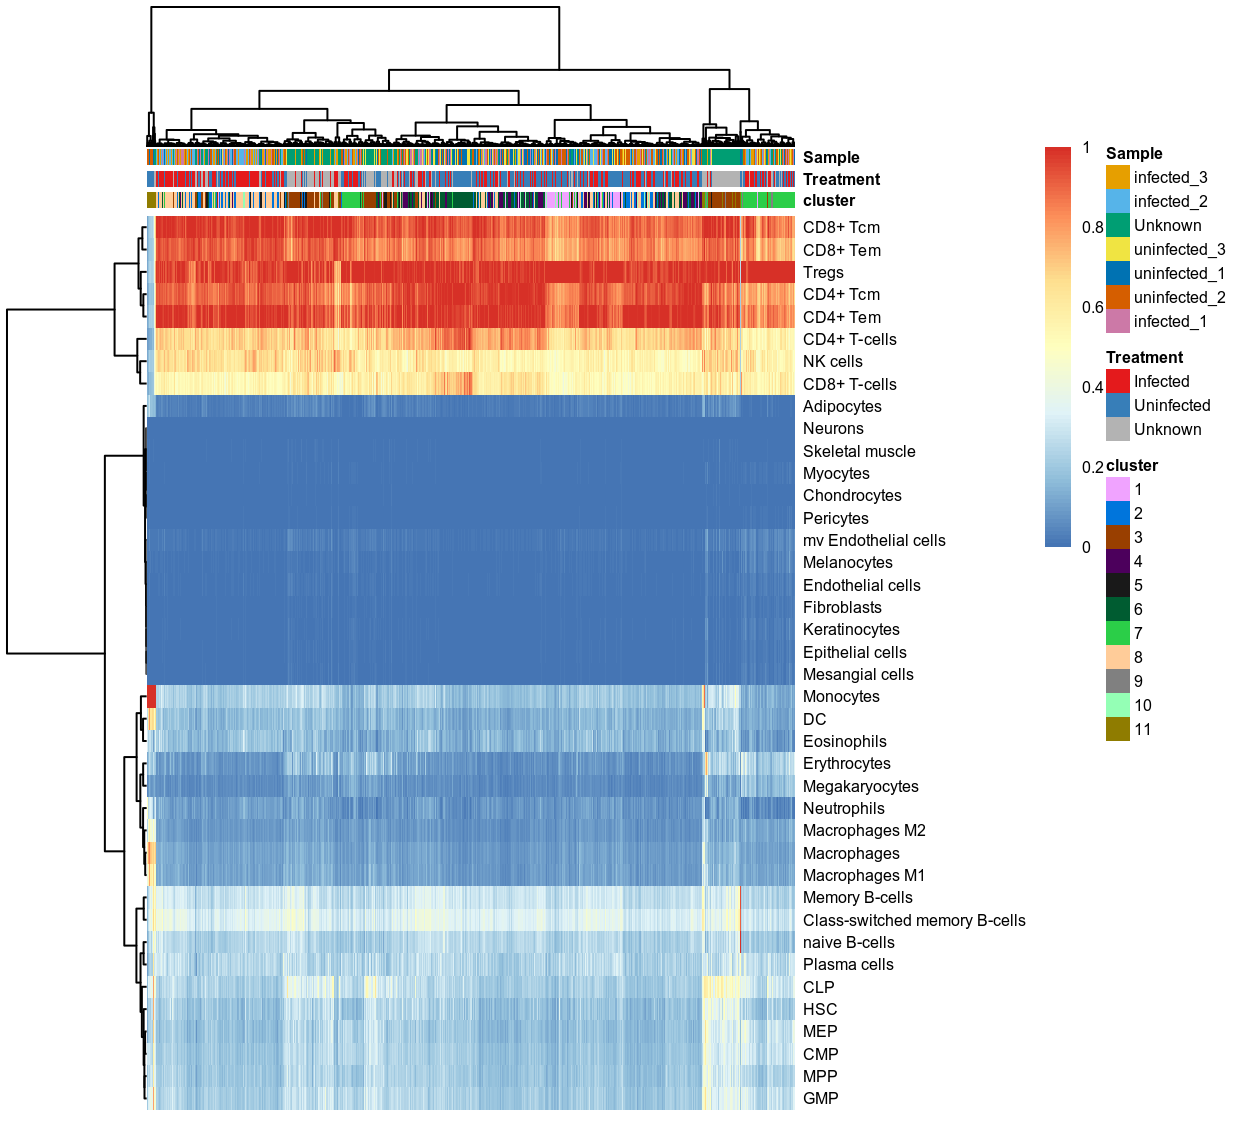 Sample
Treatment
cluster
CD8+ Tcm
CD8+ Tem
Tregs
CD4+ Tcm
CD4+ Tem
CD4+ T-cells
NK cells
CD8+ T-cells
Adipocytes
Neurons
Skeletal muscle
Myocytes
Chondrocytes
Pericytes
mv Endothelial cells
Melanocytes
Endothelial cells
Fibroblasts
Keratinocytes
Epithelial cells
Mesangial cells
Monocytes
DC
Eosinophils
Erythrocytes
Megakaryocytes
Neutrophils
Macrophages M2
Macrophages
Macrophages M1
Memory B-cells
Class-switched memory B-cells
naive B-cells
Plasma cells
CLP
HSC
MEP
CMP
MPP
GMP
1
0.8
0.6
0.4
0.2
0
Sample
infected_3
infected_2
Unknown
uninfected_3
uninfected_1
uninfected_2
infected_1
Treatment
Infected
Uninfected
Unknown
cluster
1
2
3
4
5
6
7
8
9
10
11